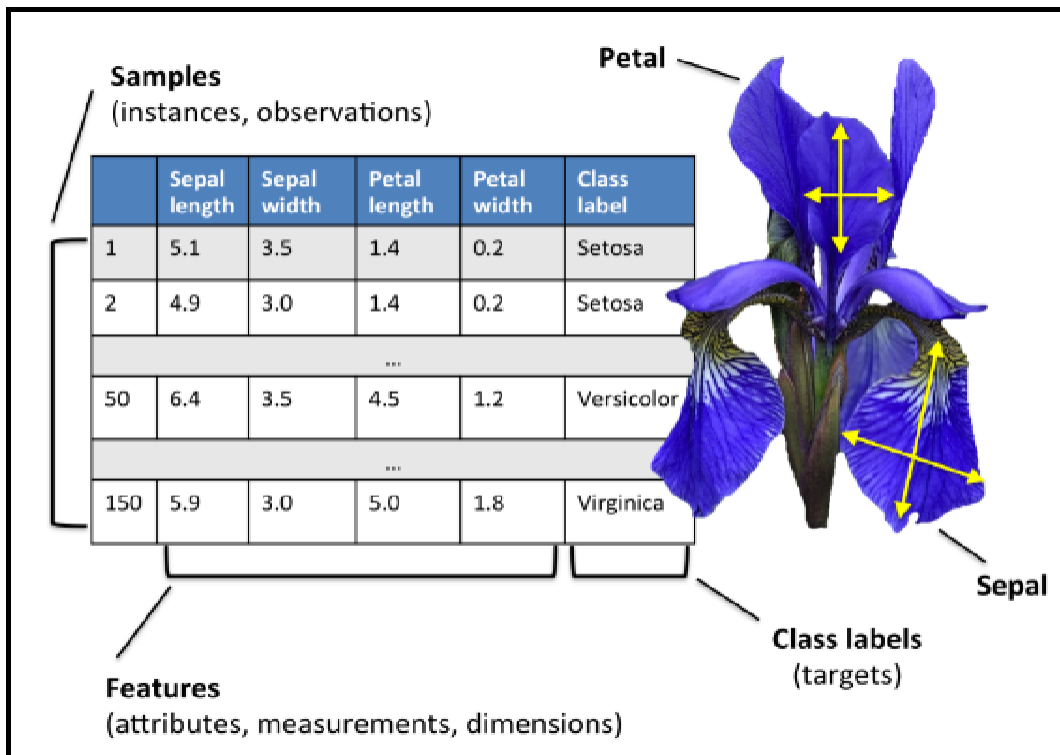 Samples
(instances, observations)
Petal
Sepal length Sepal width Petal length Petal width Class label
1 5.1 3.5 1.4 0.2 Setosa
2 4.9 3.0 1.4 0.2 Setosa
...
50 6.4 3.5 4.5 1.2 Versicolor
...
150 5.9 3.0 5.0 1.8 Virginica
Sepal
Class labels
(targets)
Features
(attributes, measurements, dimensions)